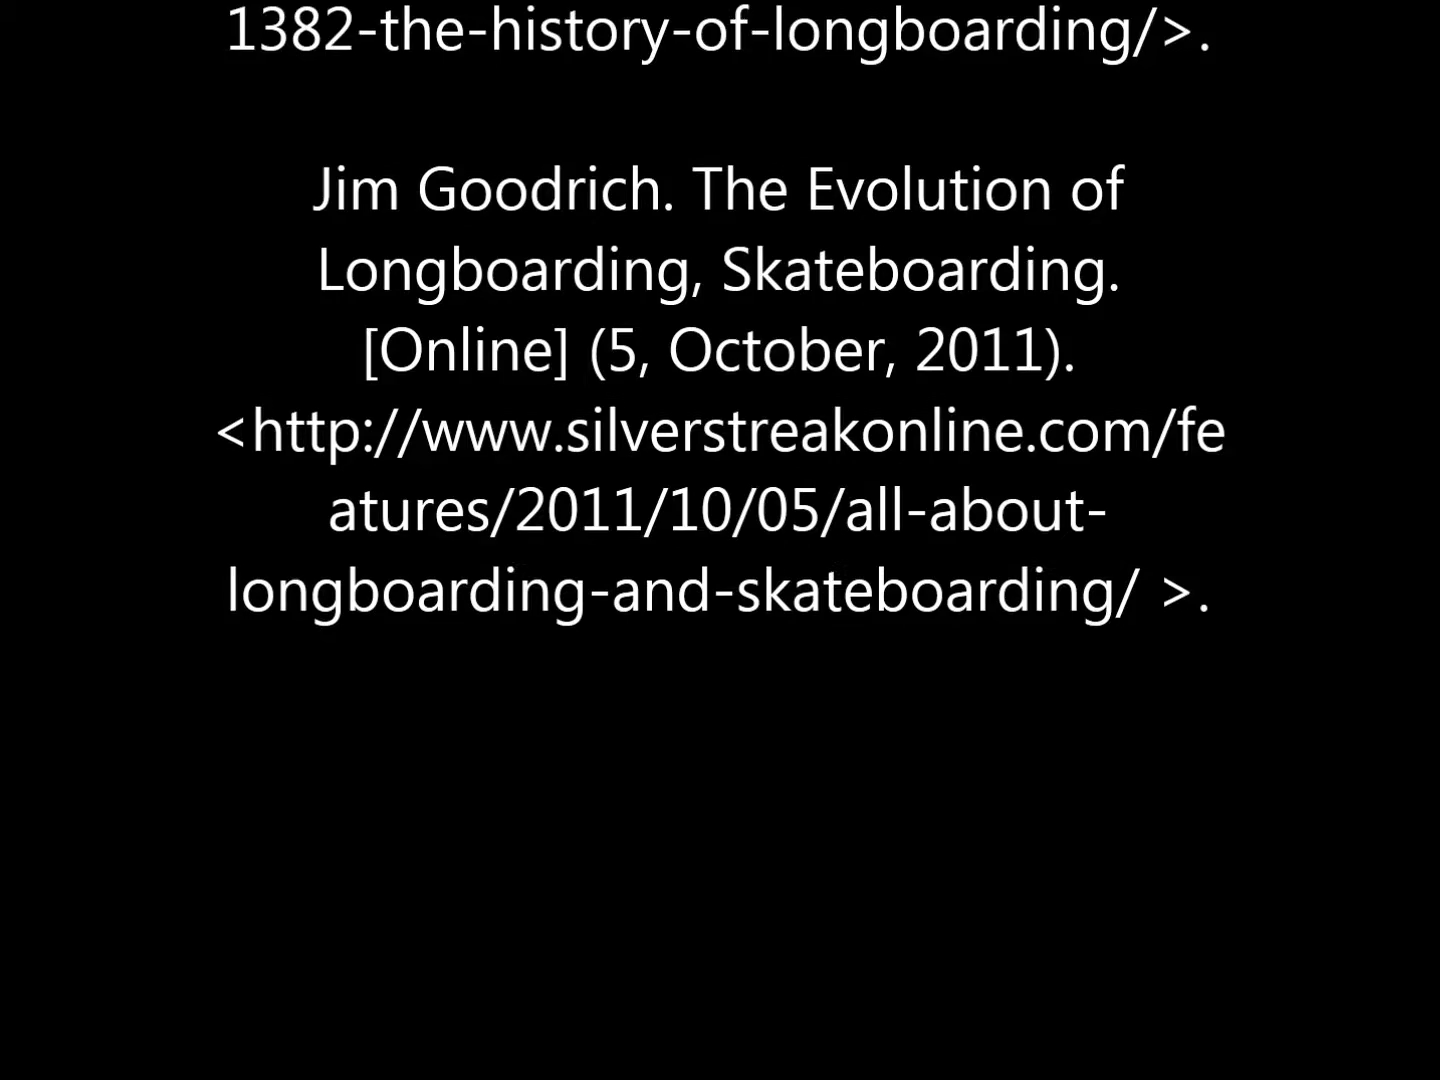 1382-the-history-of-longboarding/>.
Jim Goodrich. The Evolution of
Longboarding, Skateboarding.
[Online] (5, October, 2011).
<http://www.silverstreakonline.com/fe
atures/2011/10/05/all-about-
longboarding-and-skateboarding/ >.